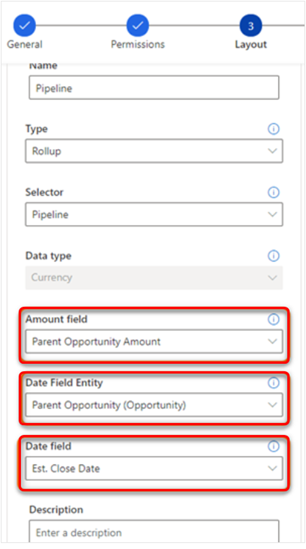 General
Permissions
3
Layout
Name
Pipeline
Type
Rollup
Selector
Pipeline
Data type
Currency
Amount field
Parent Opportunity Amount
Date Field Entity
Parent Opportunity (Opportunity)
Date field
Est. Close Date
Description
Enter a description